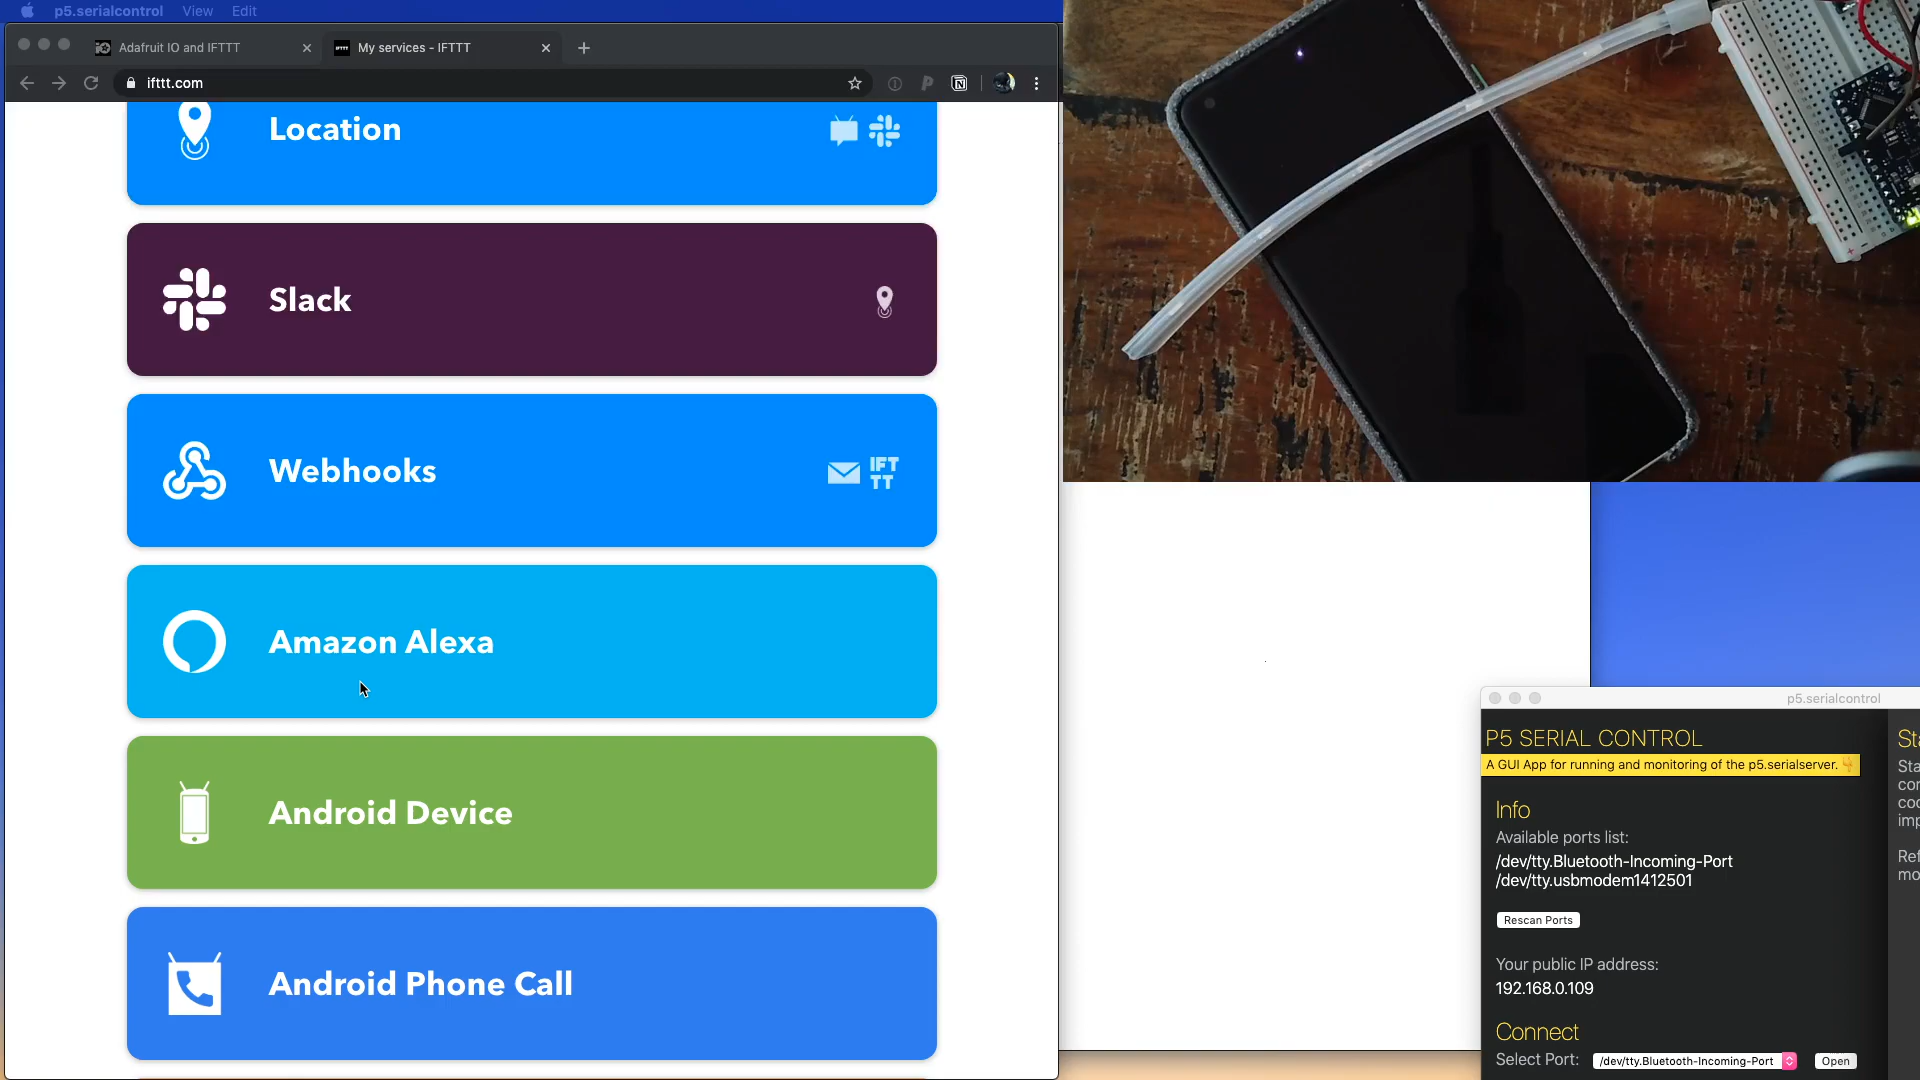 p5.serialcontrol View Edit
Adafruit IO and IFTTT
My services - IFTTT
ifttt.com
Location
Slack
Webhooks
IFTTT
Amazon Alexa
Android Device
Android Phone Call
p5.serialcontrol
P5 SERIAL CONTROL
A GUI App for running and monitoring of the p5.serialserver.
Info
Available ports list:
/dev/tty.Bluetooth-Incoming-Port
/dev/tty.usbmodem1412501
Rescan Ports
Your public IP address:
192.168.0.109
Connect
Select Port: /dev/tty.Bluetooth-Incoming-Port Open